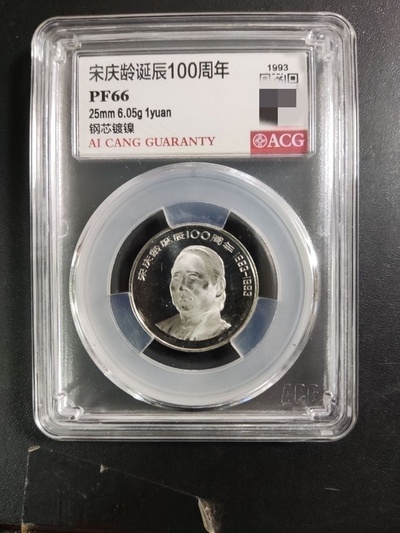 宋庆龄诞辰100周年
1993
PF66
25mm 6.05g 1yuan
钢芯镀镍
AI CANG GUARANTY
ACG
宋庆龄诞辰100周年 1893-1993
ACG